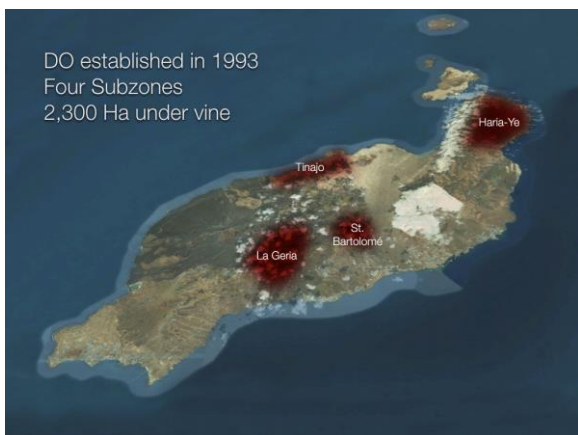 DO established in 1993
Four Subzones
2,300 Ha under vine
Haria-Ye
Tinajo
St.
Bartolomé
La Geria